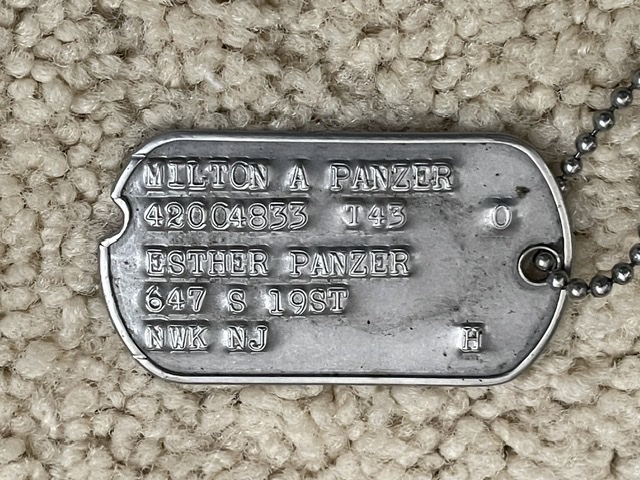 MILTON A PANZER
42004833 T43 O
ESTHER PANZER
647 S 19ST
NWK NJ H